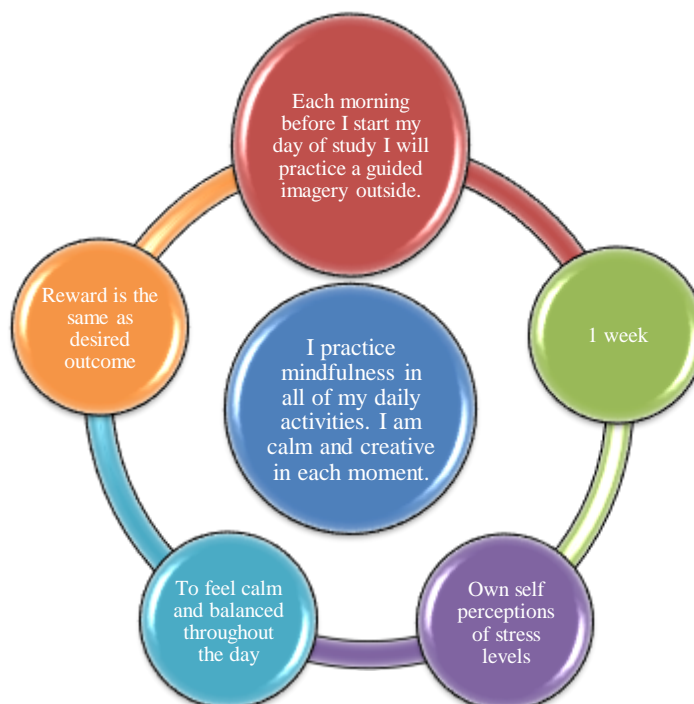 Each morning
before I start my
day of study I will
practice a guided
imagery outside.
1 week
Own self
perceptions
of stress
levels
To feel calm
and balanced
throughout
the day
Reward is the
same as
desired
outcome
I practice
mindfulness in
all of my daily
activities. I am
calm and creative
in each moment.